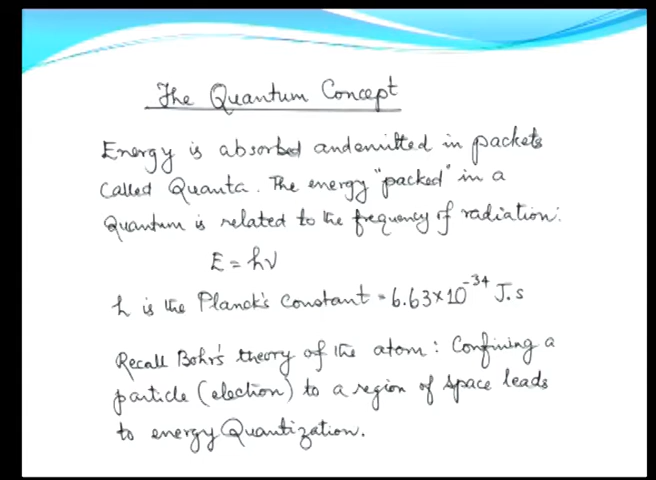 The Quantum Concept
Energy is absorbed and emitted in packets
called Quanta. The energy "packed" in a
Quantum is related to the frequency of radiation:
E = hν
h is the Planck's Constant = 6.63×10⁻³⁴ J.s
Recall Bohr's theory of the atom: Confining a
particle (election) to a region of space leads
to energy Quantization.